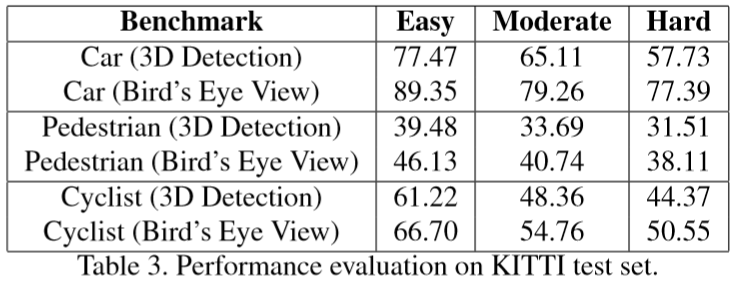 Benchmark Easy Moderate Hard
Car (3D Detection) 77.47 65.11 57.73
Car (Bird's Eye View) 89.35 79.26 77.39
Pedestrian (3D Detection) 39.48 33.69 31.51
Pedestrian (Bird's Eye View) 46.13 40.74 38.11
Cyclist (3D Detection) 61.22 48.36 44.37
Cyclist (Bird's Eye View) 66.70 54.76 50.55
Table 3. Performance evaluation on KITTI test set.